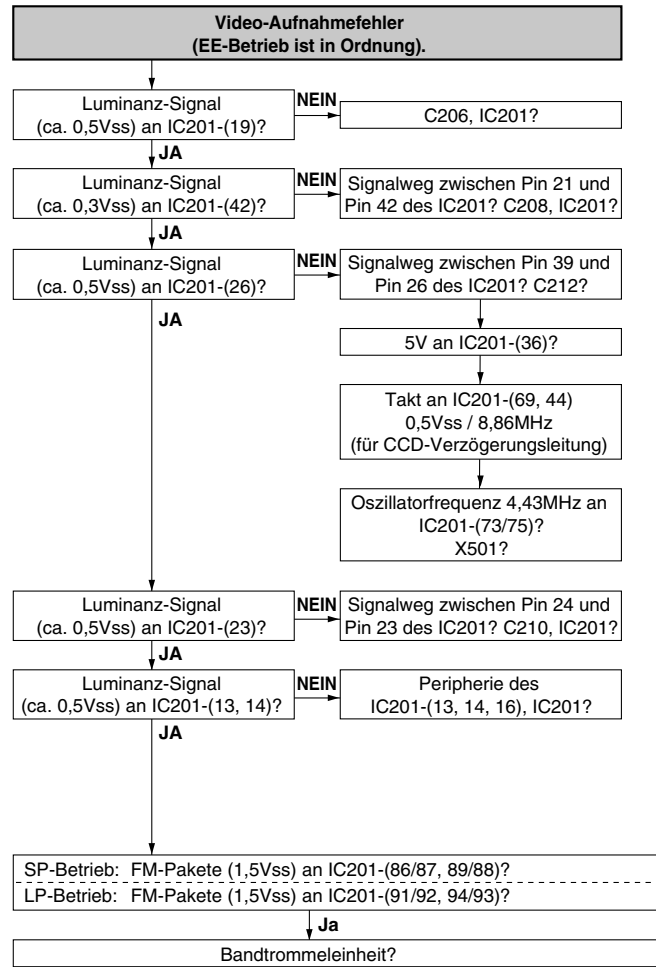 Video-Aufnahmefehler
(EE-Betrieb ist in Ordnung).
Luminanz-Signal
(ca. 0,5Vss) an IC201-(19)?
NEIN
C206, IC201?
JA
Luminanz-Signal
(ca. 0,3Vss) an IC201-(42)?
NEIN
Signalweg zwischen Pin 21 und
Pin 42 des IC201? C208, IC201?
JA
Luminanz-Signal
(ca. 0,5Vss) an IC201-(26)?
NEIN
Signalweg zwischen Pin 39 und
Pin 26 des IC201? C212?
JA
5V an IC201-(36)?
Takt an IC201-(69, 44)
0,5Vss / 8,86MHz
(für CCD-Verzögerungsleitung)
Oszillatorfrequenz 4,43MHz an
IC201-(73/75)?
X501?
Luminanz-Signal
(ca. 0,5Vss) an IC201-(23)?
NEIN
Signalweg zwischen Pin 24 und
Pin 23 des IC201? C210, IC201?
JA
Luminanz-Signal
(ca. 0,5Vss) an IC201-(13, 14)?
NEIN
Peripherie des
IC201-(13, 14, 16), IC201?
JA
SP-Betrieb: FM-Pakete (1,5Vss) an IC201-(86/87, 89/88)?
LP-Betrieb: FM-Pakete (1,5Vss) an IC201-(91/92, 94/93)?
Ja
Bandtrommeleinheit?